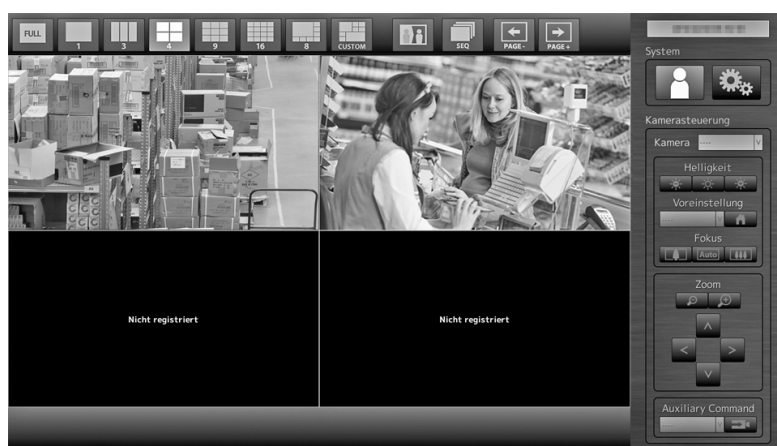 FULL
1
3
4
9
16
8
CUSTOM
SEQ
PAGE-
PAGE+
System
Kamerasteuerung
Kamera ----
Helligkeit
Voreinstellung
Fokus
Auto
Zoom
Auxiliary Command
Nicht registriert
Nicht registriert